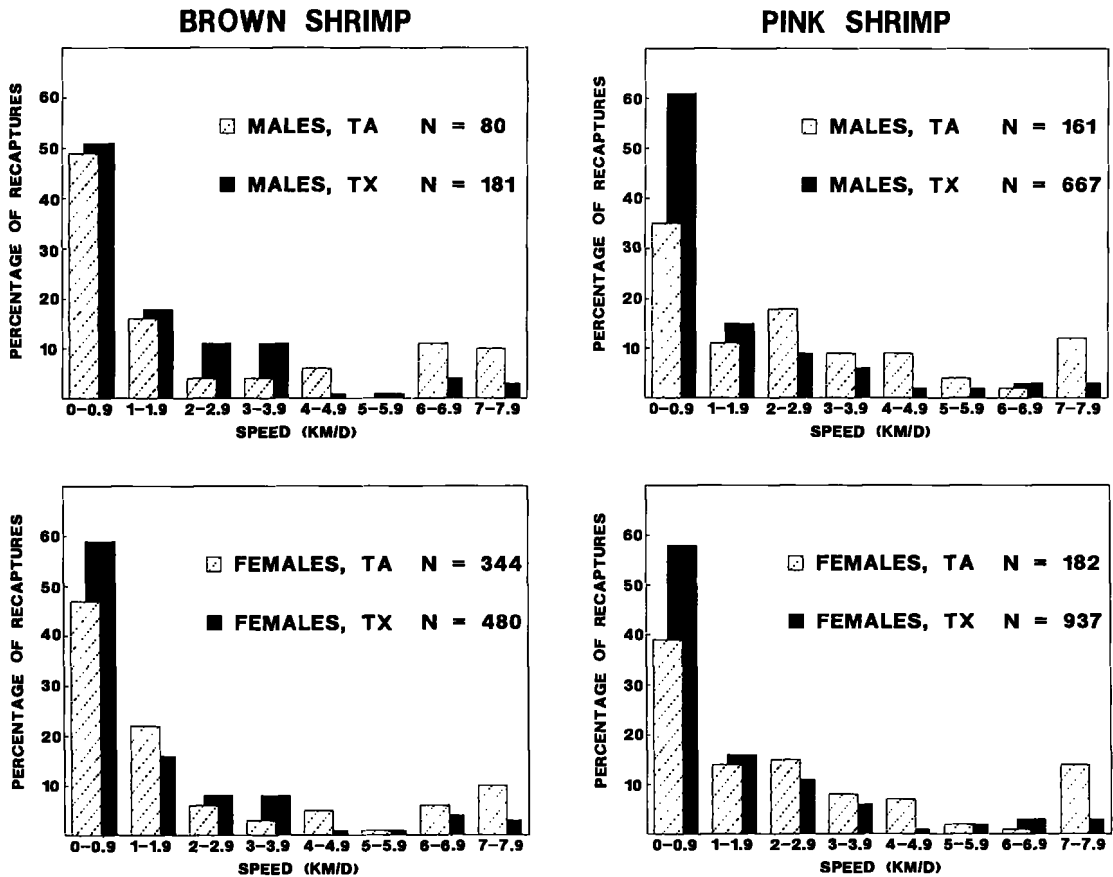 BROWN SHRIMP
PERCENTAGE OF RECAPTURES
60
50
40
30
20
10
MALES, TA N = 80
MALES, TX N = 181
0–0.9 1–1.9 2–2.9 3–3.9 4–4.9 5–5.9 6–6.9 7–7.9
SPEED (KM/D)
PINK SHRIMP
PERCENTAGE OF RECAPTURES
60
50
40
30
20
10
MALES, TA N = 161
MALES, TX N = 667
0–0.9 1–1.9 2–2.9 3–3.9 4–4.9 5–5.9 6–6.9 7–7.9
SPEED (KM/D)
PERCENTAGE OF RECAPTURES
60
50
40
30
20
10
FEMALES, TA N = 344
FEMALES, TX N = 480
0–0.9 1–1.9 2–2.9 3–3.9 4–4.9 5–5.9 6–6.9 7–7.9
SPEED (KM/D)
PERCENTAGE OF RECAPTURES
60
50
40
30
20
10
FEMALES, TA N = 182
FEMALES, TX N = 937
0–0.9 1–1.9 2–2.9 3–3.9 4–4.9 5–5.9 6–6.9 7–7.9
SPEED (KM/D)